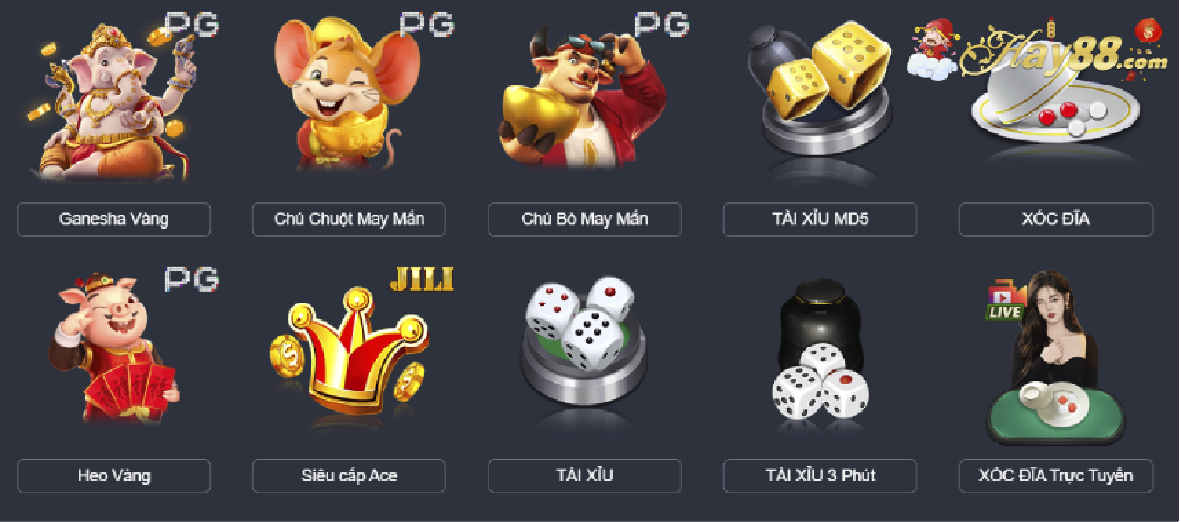 PG
PG
PG
Hay88.com
Ganesha Vàng
Chú Chuột May Mắn
Chú Bò May Mắn
TÀI XỈU MD5
XÓC ĐĨA
PG
JILI
LIVE
Heo Vàng
Siêu cấp Ace
TÀI XỈU
TÀI XỈU 3 Phút
XÓC ĐĨA Trực Tuyến